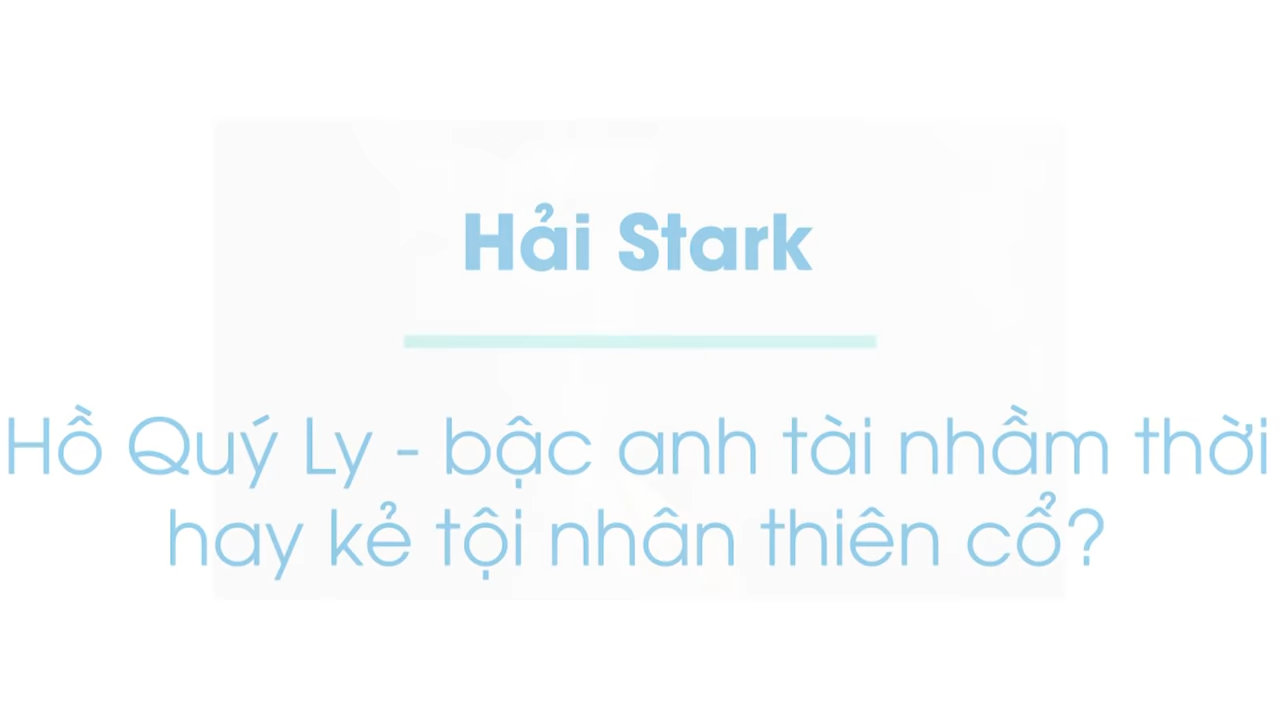 Hải Stark
Hồ Quý Ly - bậc anh tài nhầm thời
hay kẻ tội nhân thiên cổ?